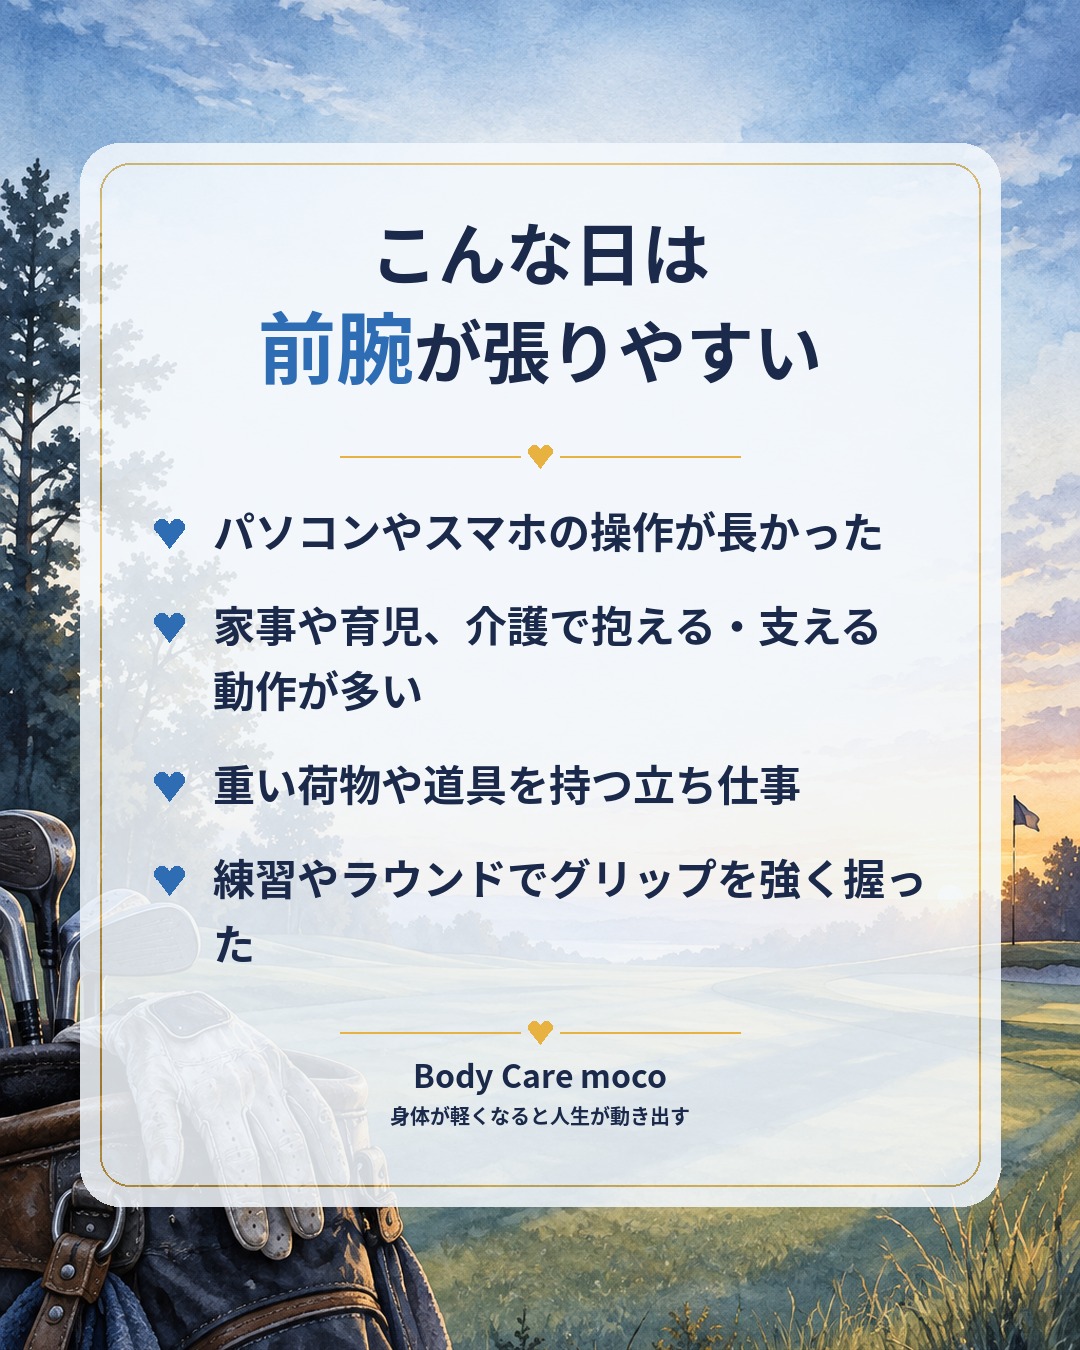 こんな日は
前腕が張りやすい
パソコンやスマホの操作が長かった
家事や育児、介護で抱える・支える
動作が多い
重い荷物や道具を持つ立ち仕事
練習やラウンドでグリップを強く握っ
た
Body Care moco
身体が軽くなると人生が動き出す